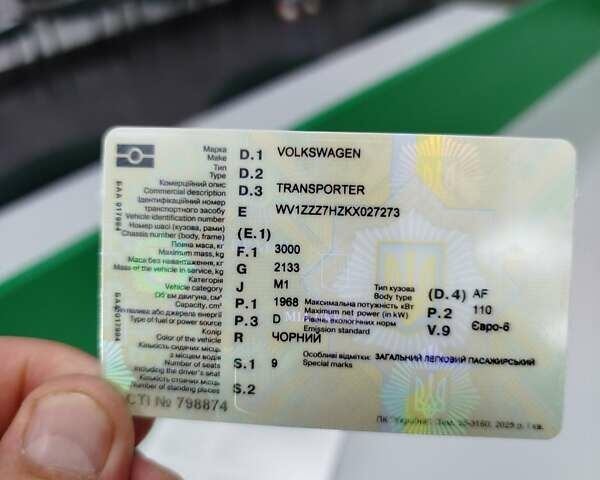 Марка
Make D.1 VOLKSWAGEN
Тип
Type D.2
Комерційний опис
Commercial description D.3 TRANSPORTER
Ідентифікаційний номер
транспортного засобу
Vehicle identification number E WV1ZZZ7HZKX027273
Номер шасі (кузова, рами)
Chassis number (body, frame) (E.1)
Повна маса, кг
Maximum mass, kg F.1 3000
Маса без навантаження, кг
Mass of the vehicle in service, kg G 2133
Категорія
Vehicle category J M1
Об'єм двигуна, см³
Capacity, cm³ P.1 1968
Тип палива або джерела енергії
Type of fuel or power source P.3 D
Колір
Color of the vehicle R ЧОРНИЙ
Кількість сидячих місць
з місцем водія
Number of seats
including the driver's seat S.1 9
Кількість стоячих місць
Number of standing places S.2
Тип кузова
Body type (D.4) AF
Максимальна потужність кВт
Maximum net power (in kW) P.2 110
Рівень екологічних норм
Emission standard V.9 Євро-6
Особливі відмітки: ЗАГАЛЬНИЙ ЛЕГКОВИЙ ПАСАЖИРСЬКИЙ
Special marks
СТІ № 798874
БАА 017994